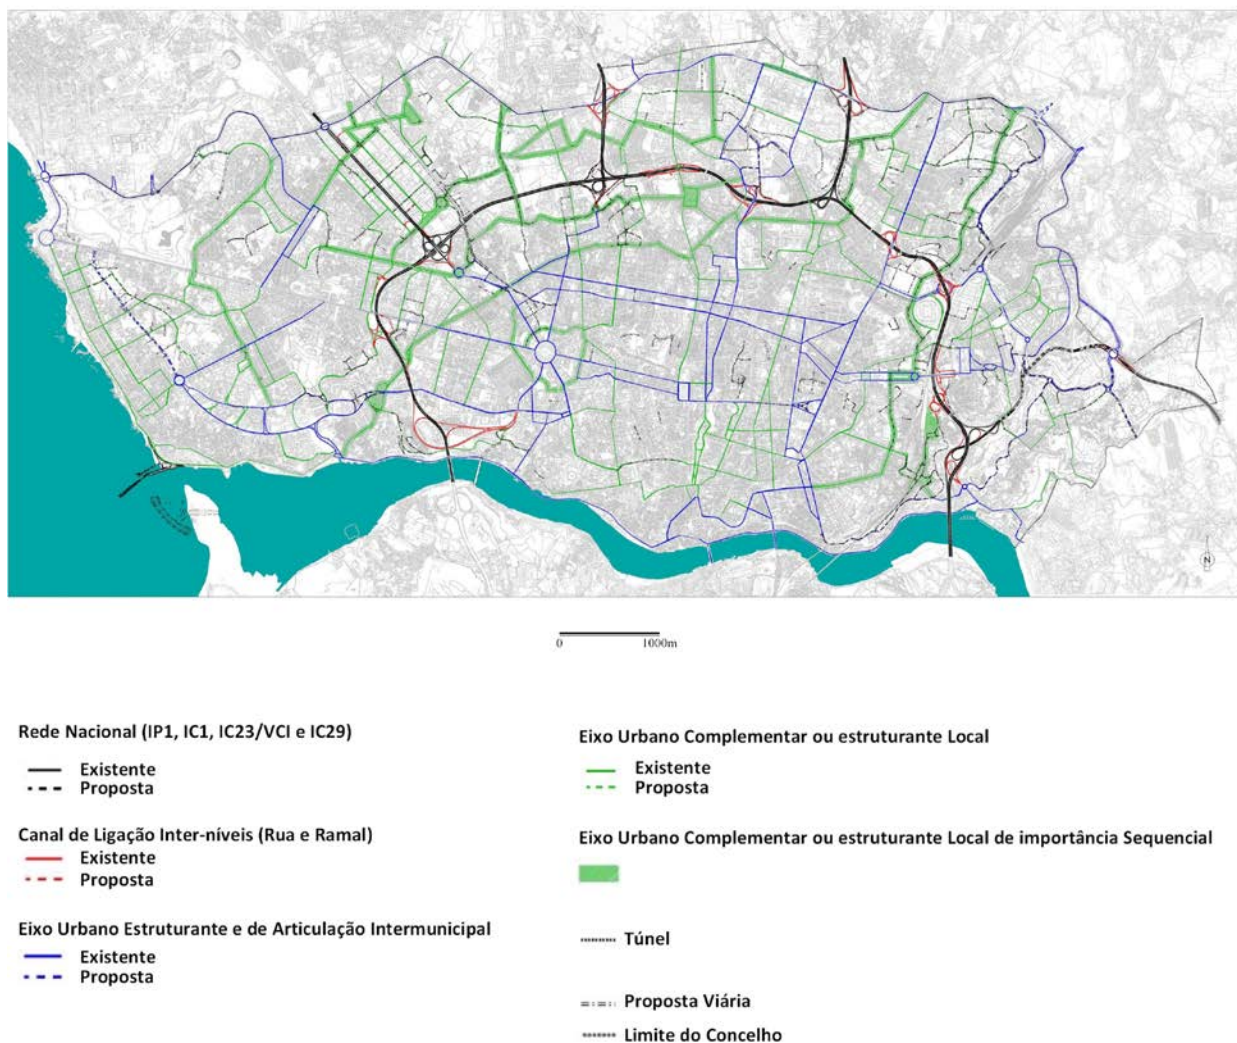 N
0 1000m
Rede Nacional (IP1, IC1, IC23/VCI e IC29)
Existente
Proposta
Canal de Ligação Inter-níveis (Rua e Ramal)
Existente
Proposta
Eixo Urbano Estruturante e de Articulação Intermunicipal
Existente
Proposta
Eixo Urbano Complementar ou estruturante Local
Existente
Proposta
Eixo Urbano Complementar ou estruturante Local de importância Sequencial
Túnel
Proposta Viária
Limite do Concelho